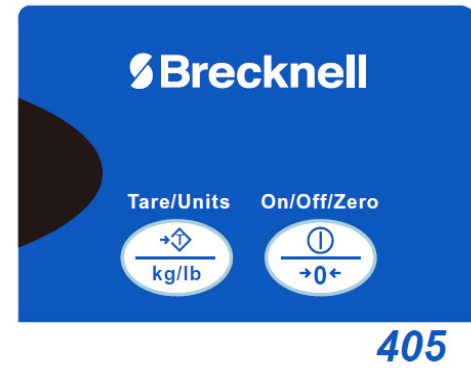 Brecknell
Tare/Units On/Off/Zero
T
kg/lb →0←
405